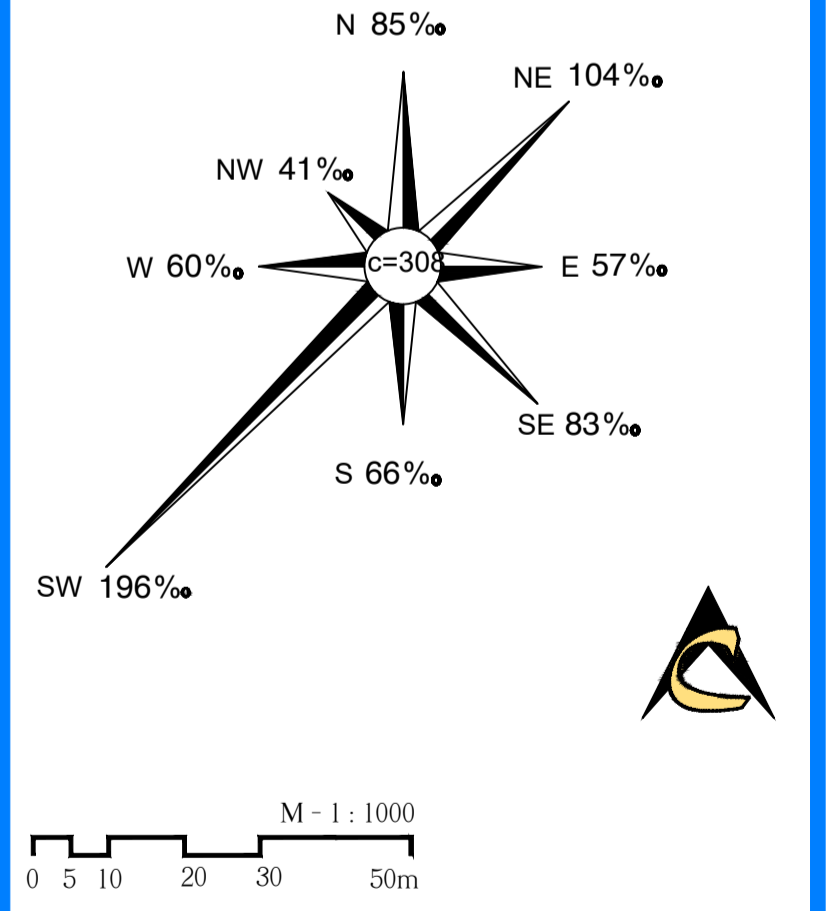 N 85‰
NE 104‰
NW 41‰
W 60‰
c=308
E 57‰
SE 83‰
S 66‰
SW 196‰
C
M - 1 : 1000
0 5 10 20 30 50m